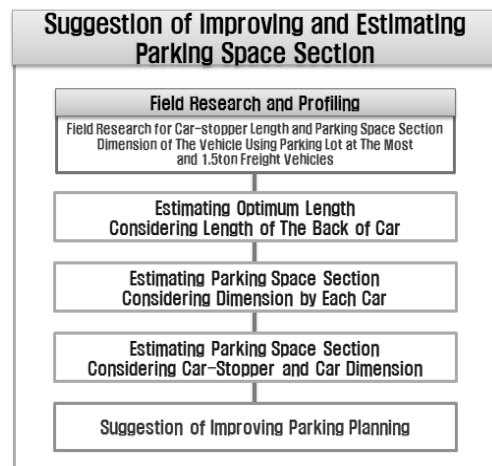 Suggestion of Improving and Estimating
Parking Space Section
Field Research and Profiling
Field Research for Car-stopper Length and Parking Space Section
Dimension of The Vehicle Using Parking Lot at The Most
and 1.5ton Freight Vehicles
Estimating Optimum Length
Considering Length of The Back of Car
Estimating Parking Space Section
Considering Dimension by Each Car
Estimating Parking Space Section
Considering Car-Stopper and Car Dimension
Suggestion of Improving Parking Planning